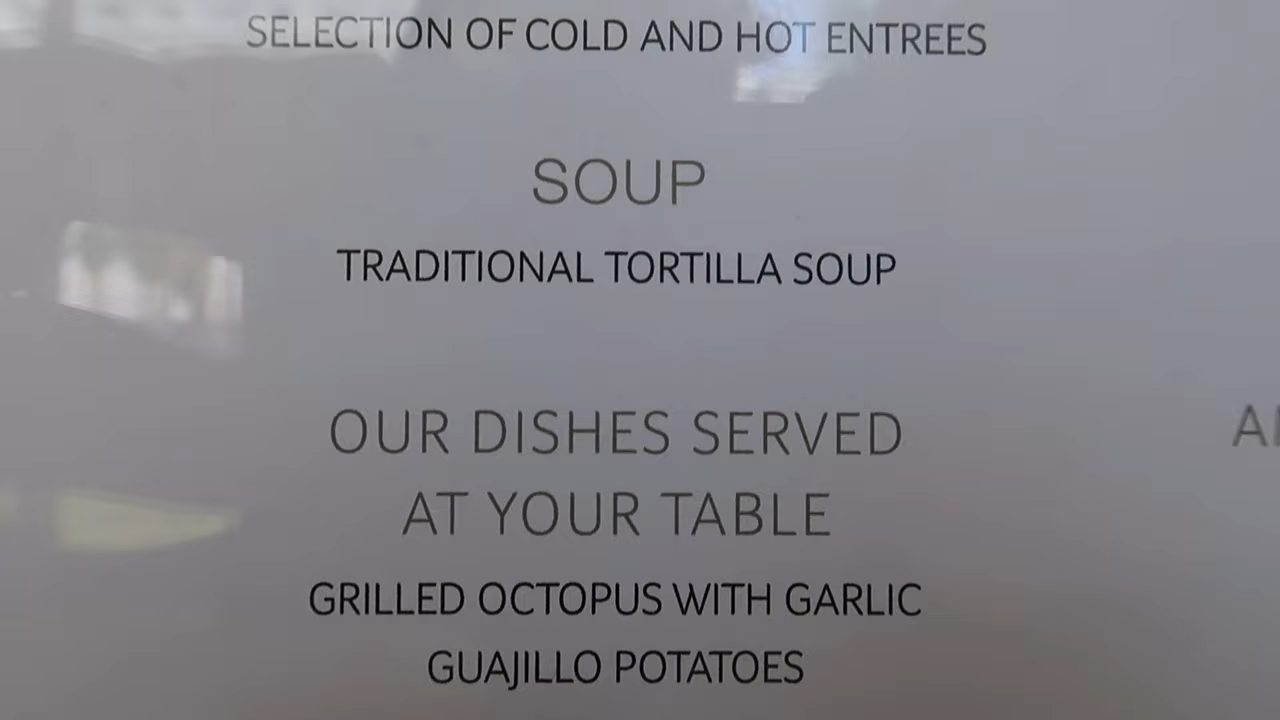 SELECTION OF COLD AND HOT ENTREES
SOUP
TRADITIONAL TORTILLA SOUP
OUR DISHES SERVED
AT YOUR TABLE
GRILLED OCTOPUS WITH GARLIC
GUAJILLO POTATOES